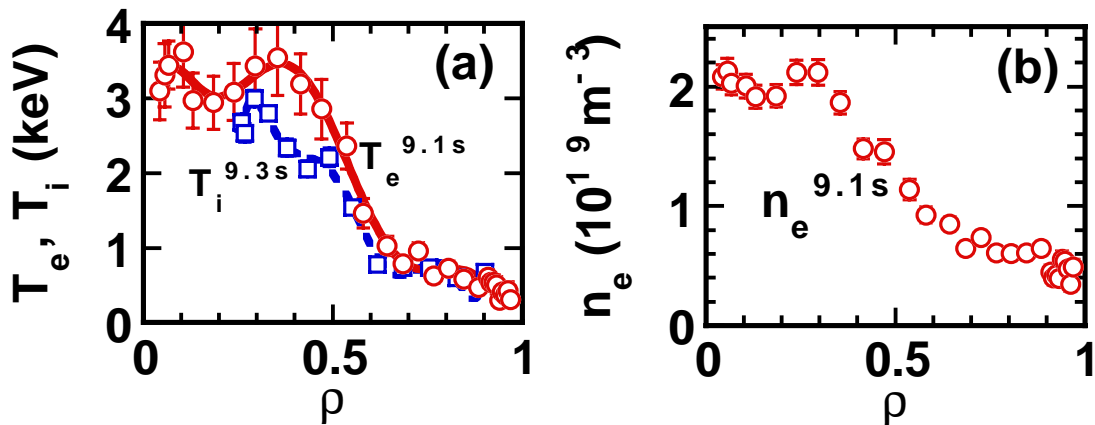 T_e, T_i (keV)
4
3
2
1
0
(a)
T_e^{9.1s}
T_i^{9.3s}
0
0.5
1
ρ
n_e (10^{19} m^{-3})
2
1
0
(b)
n_e^{9.1s}
0
0.5
1
ρ